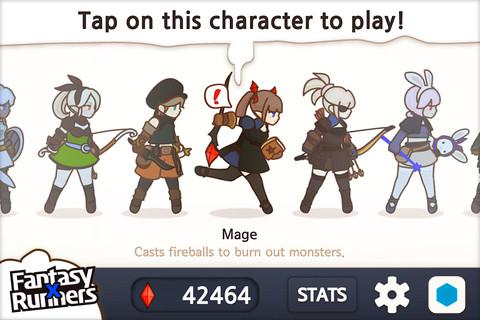 Tap on this character to play!
!
Mage
Casts fireballs to burn out monsters.
Fantasy
X
Runners
42464
STATS